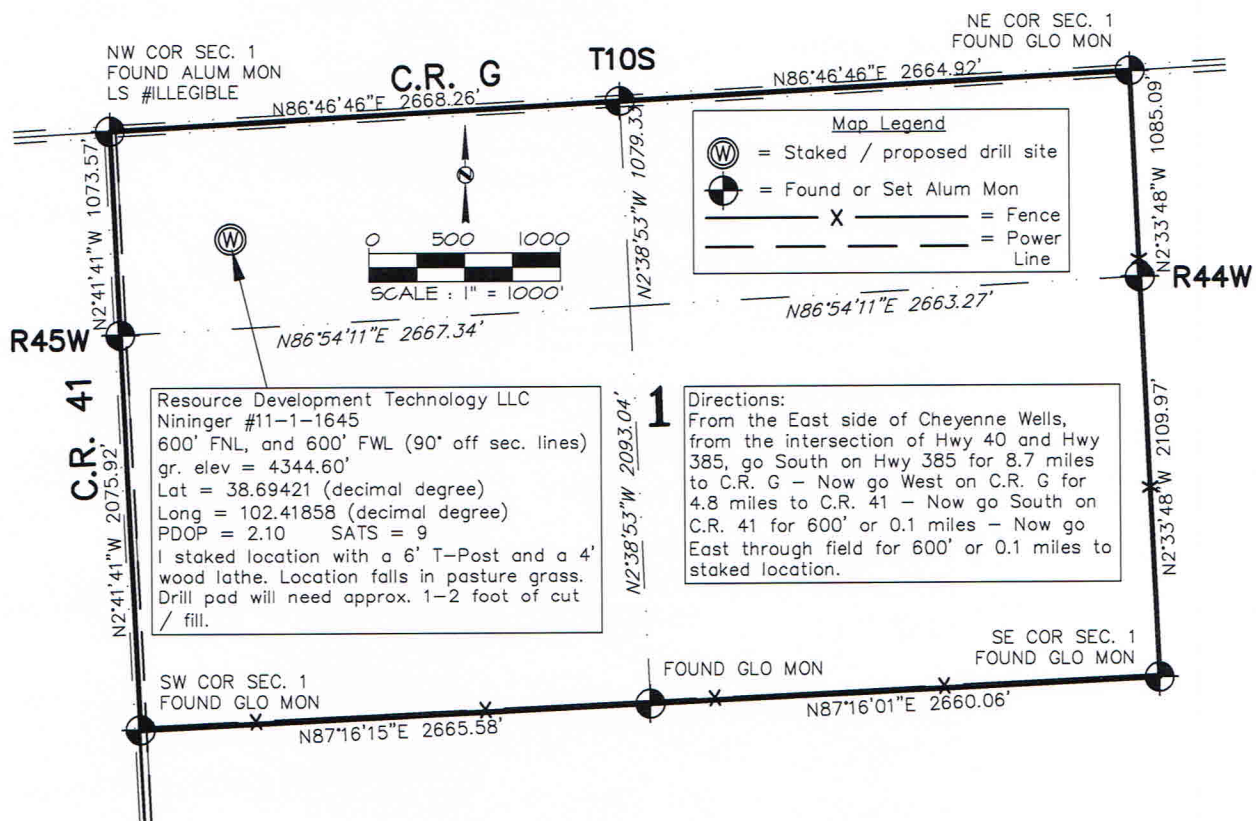 NW COR SEC. 1
FOUND ALUM MON
LS #ILLEGIBLE
C.R. G
T10S
NE COR SEC. 1
FOUND GLO MON
N86°46'46"E 2668.26'
N86°46'46"E 2664.92'
N2°41'41"W 1073.57'
N2°38'53"W 1079.33'
N2°33'48"W 1085.09'
Map Legend
W = Staked / proposed drill site
= Found or Set Alum Mon
X = Fence
= Power
Line
W
0 500 1000
SCALE : 1" = 1000'
R45W
R44W
N86°54'11"E 2667.34'
N86°54'11"E 2663.27'
C.R. 41
N2°41'41"W 2075.92'
Resource Development Technology LLC
Nininger #11-1-1645
600' FNL, and 600' FWL (90° off sec. lines)
gr. elev = 4344.60'
Lat = 38.69421 (decimal degree)
Long = 102.41858 (decimal degree)
PDOP = 2.10 SATS = 9
I staked location with a 6' T-Post and a 4'
wood lathe. Location falls in pasture grass.
Drill pad will need approx. 1-2 foot of cut
/ fill.
N2°38'53"W 2093.04'
1
Directions:
From the East side of Cheyenne Wells,
from the intersection of Hwy 40 and Hwy
385, go South on Hwy 385 for 8.7 miles
to C.R. G - Now go West on C.R. G for
4.8 miles to C.R. 41 - Now go South on
C.R. 41 for 600' or 0.1 miles - Now go
East through field for 600' or 0.1 miles to
staked location.
N2°33'48"W 2109.97'
SW COR SEC. 1
FOUND GLO MON
FOUND GLO MON
SE COR SEC. 1
FOUND GLO MON
N87°16'15"E 2665.58'
N87°16'01"E 2660.06'